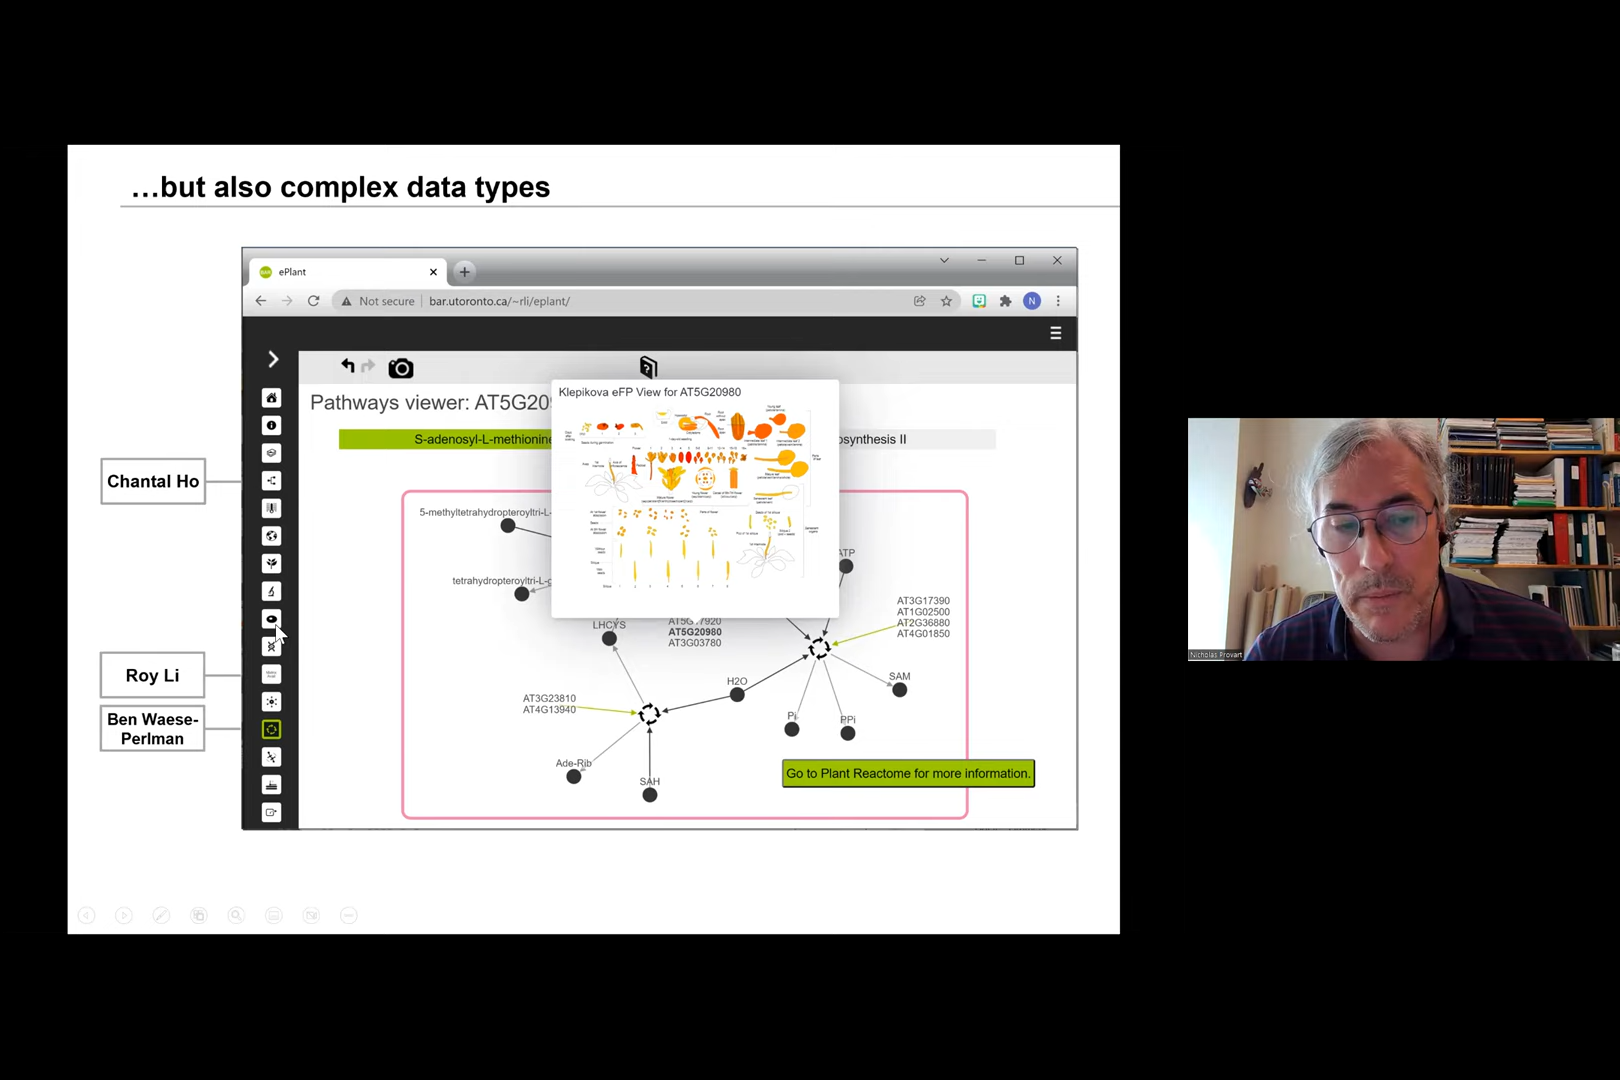 …but also complex data types
ePlant
Not secure
bar.utoronto.ca/~rli/eplant/
N
Pathways viewer: AT5G20
S-adenosyl-L-methionine
osynthesis II
Klepikova eFP View for AT5G20980
Chantal Ho
Roy Li
Ben Waese-
Perlman
5-methyltetrahydropteroyltri-L-
tetrahydropteroyltri-L-
LHCYS
AT5G17920
AT5G20980
AT3G03780
ATP
AT3G17390
AT1G02500
AT2G36880
AT4G01850
H2O
SAM
AT3G23810
AT4G13940
Pi
PPi
Ade-Rib
SAH
Go to Plant Reactome for more information.
Nicholas Provart